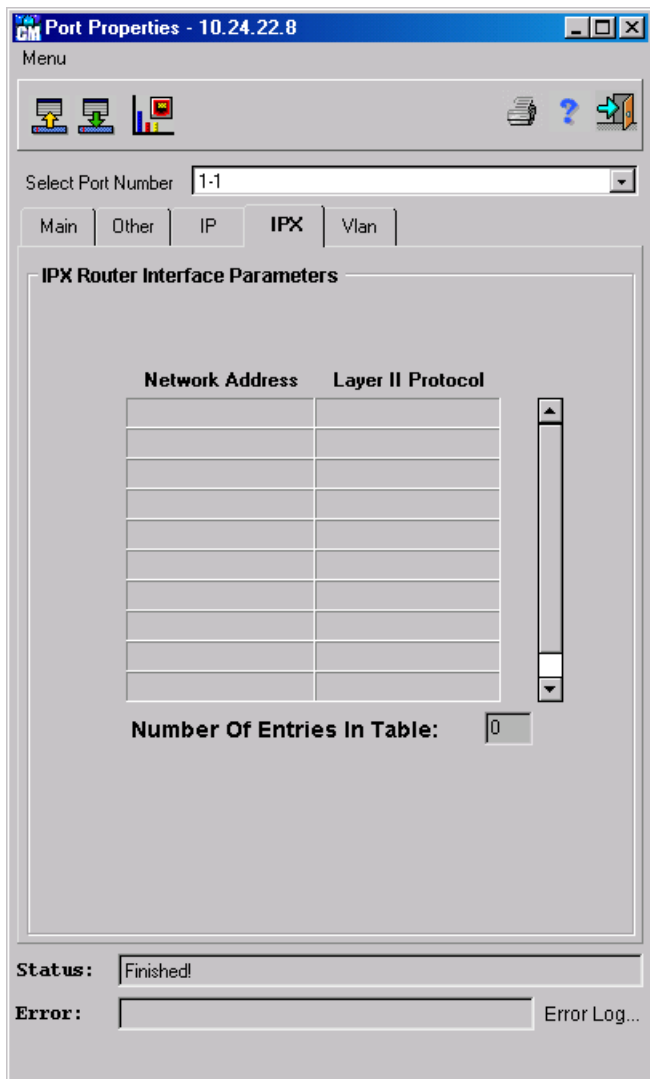 CM Port Properties - 10.24.22.8
Menu
?
Select Port Number 1-1
Main Other IP IPX Vlan
IPX Router Interface Parameters
Network Address Layer II Protocol
Number Of Entries In Table: 0
Status: Finished!
Error: Error Log...